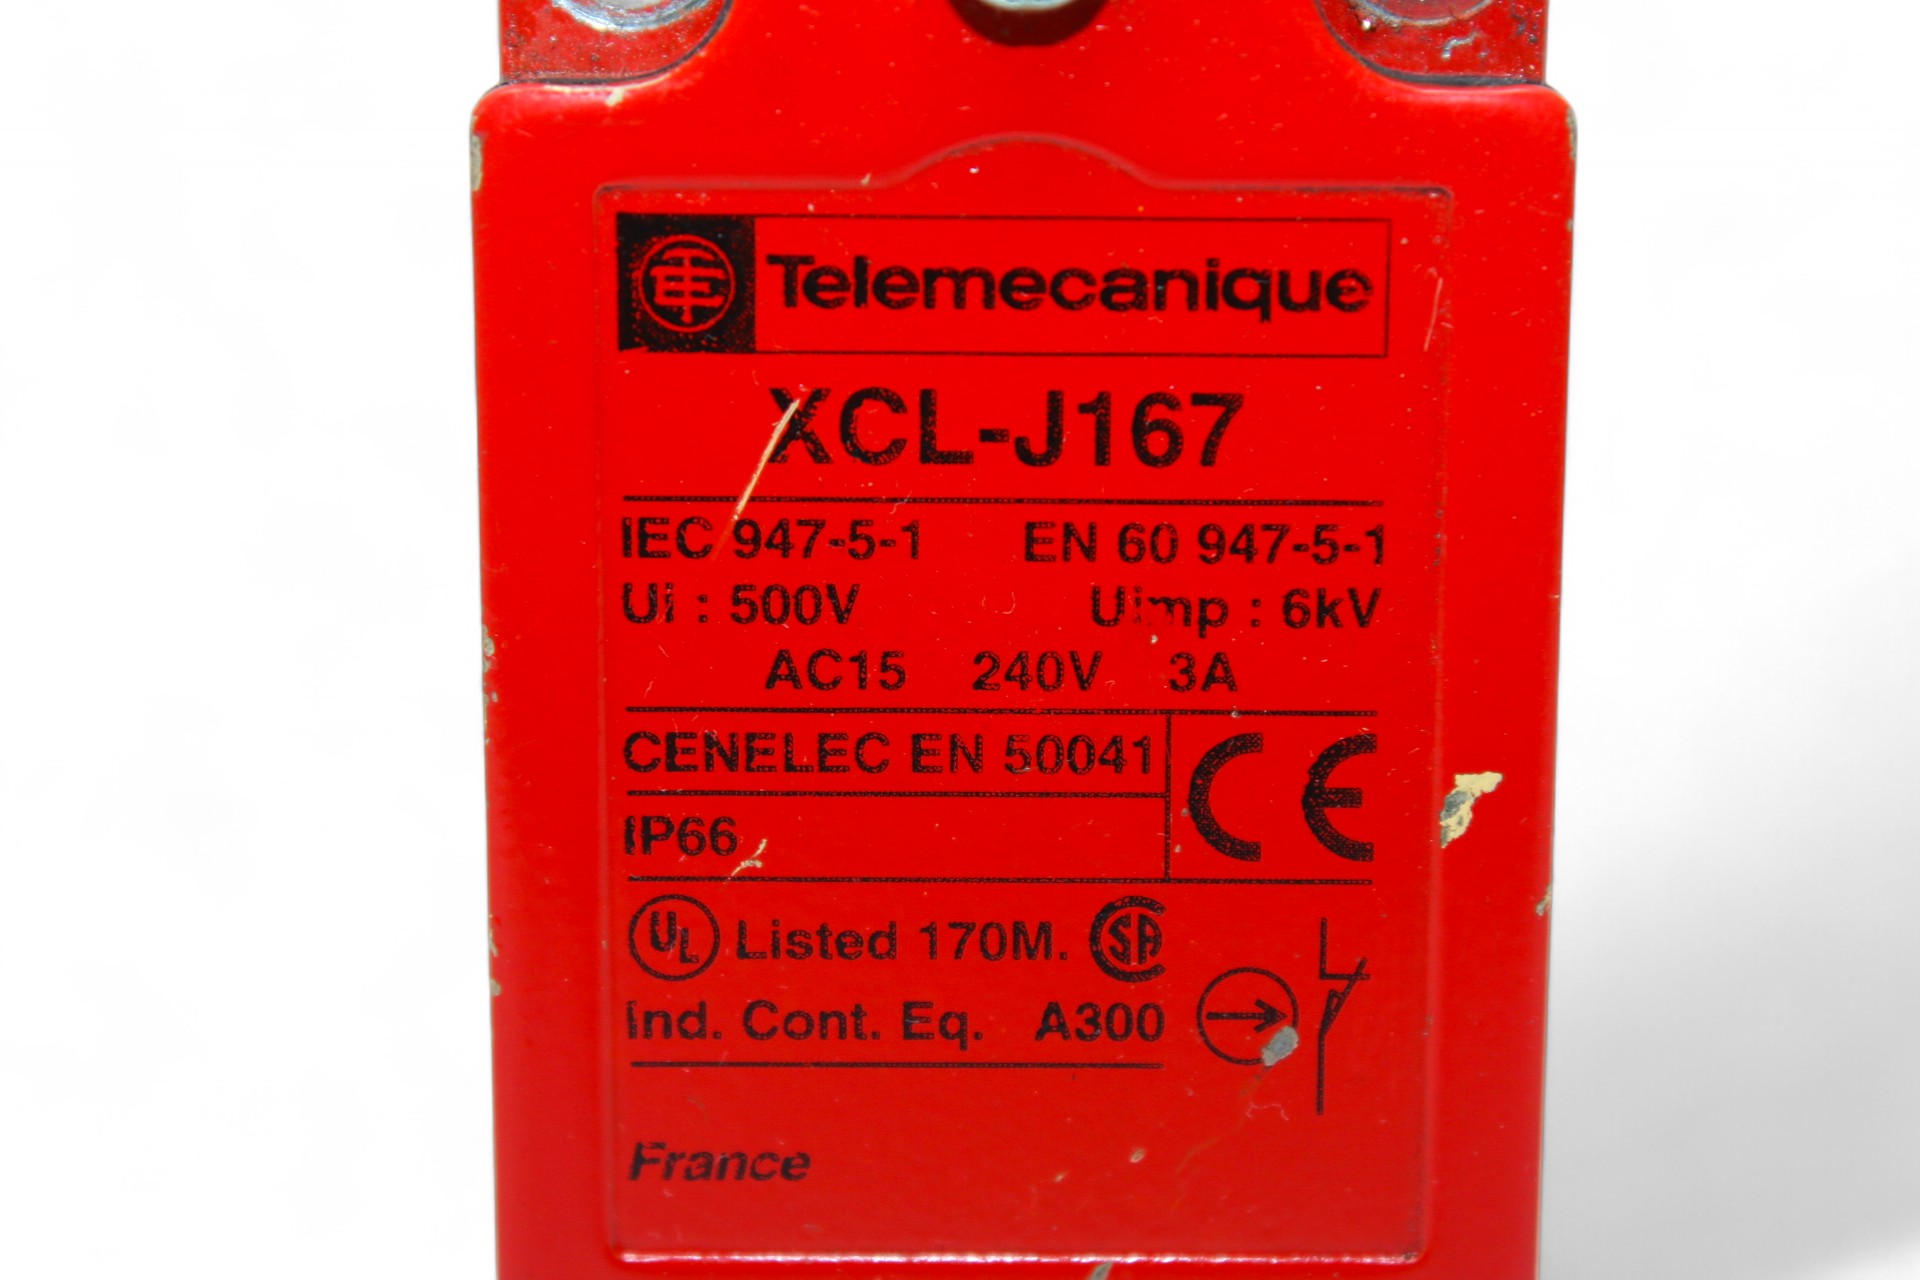 Telemecanique
XCL-J167
IEC 947-5-1 EN 60 947-5-1
Ui : 500V Uimp : 6kV
AC15 240V 3A
CENELEC EN 50041
CE
IP66
UL Listed 170M. SA
Ind. Cont. Eq. A300
France